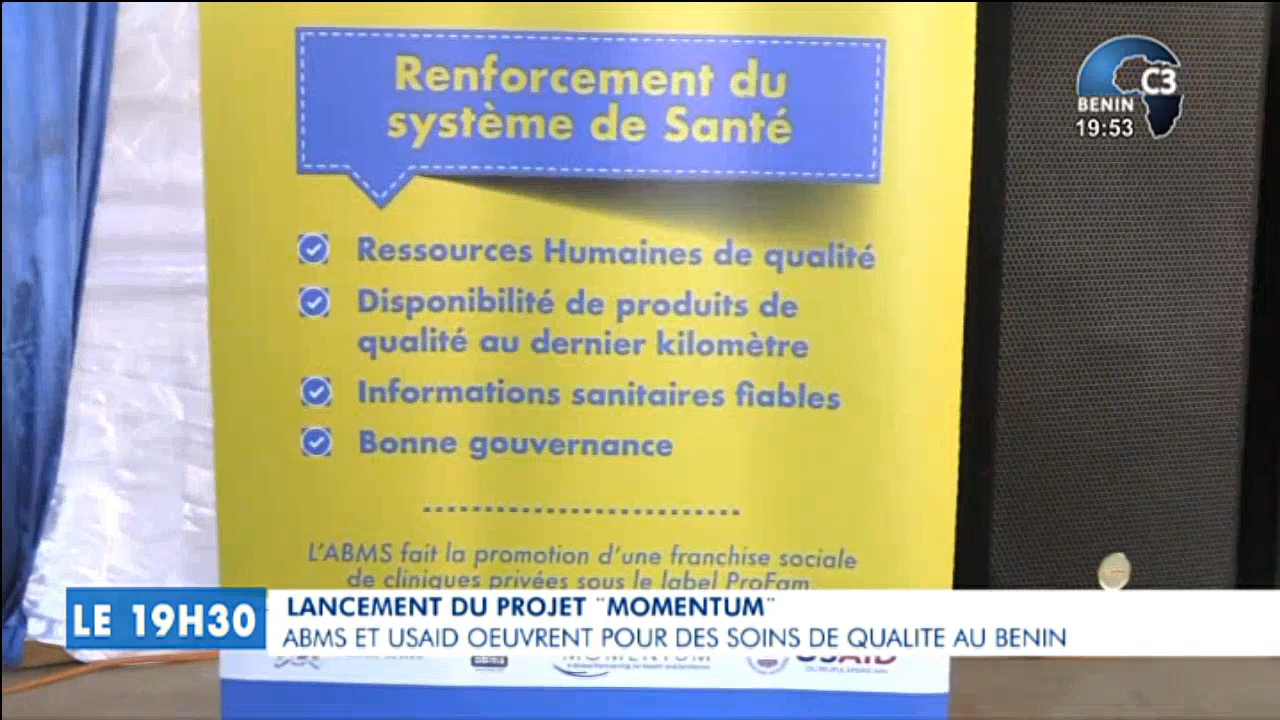 Renforcement du
système de Santé
C3
BENIN
19:53
Ressources Humaines de qualité
Disponibilité de produits de
qualité au dernier kilomètre
Informations sanitaires fiables
Bonne gouvernance
L'ABMS fait la promotion d'une franchise sociale
de cliniques privées sous le label ProFam.
LE 19H30
LANCEMENT DU PROJET "MOMENTUM"
ABMS ET USAID OEUVRENT POUR DES SOINS DE QUALITE AU BENIN
MOMENTUM
USAID